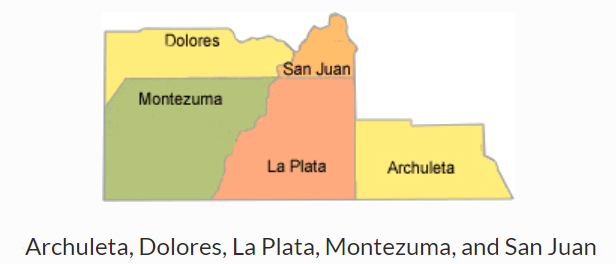 Dolores
San Juan
Montezuma
La Plata
Archuleta
Archuleta, Dolores, La Plata, Montezuma, and San Juan